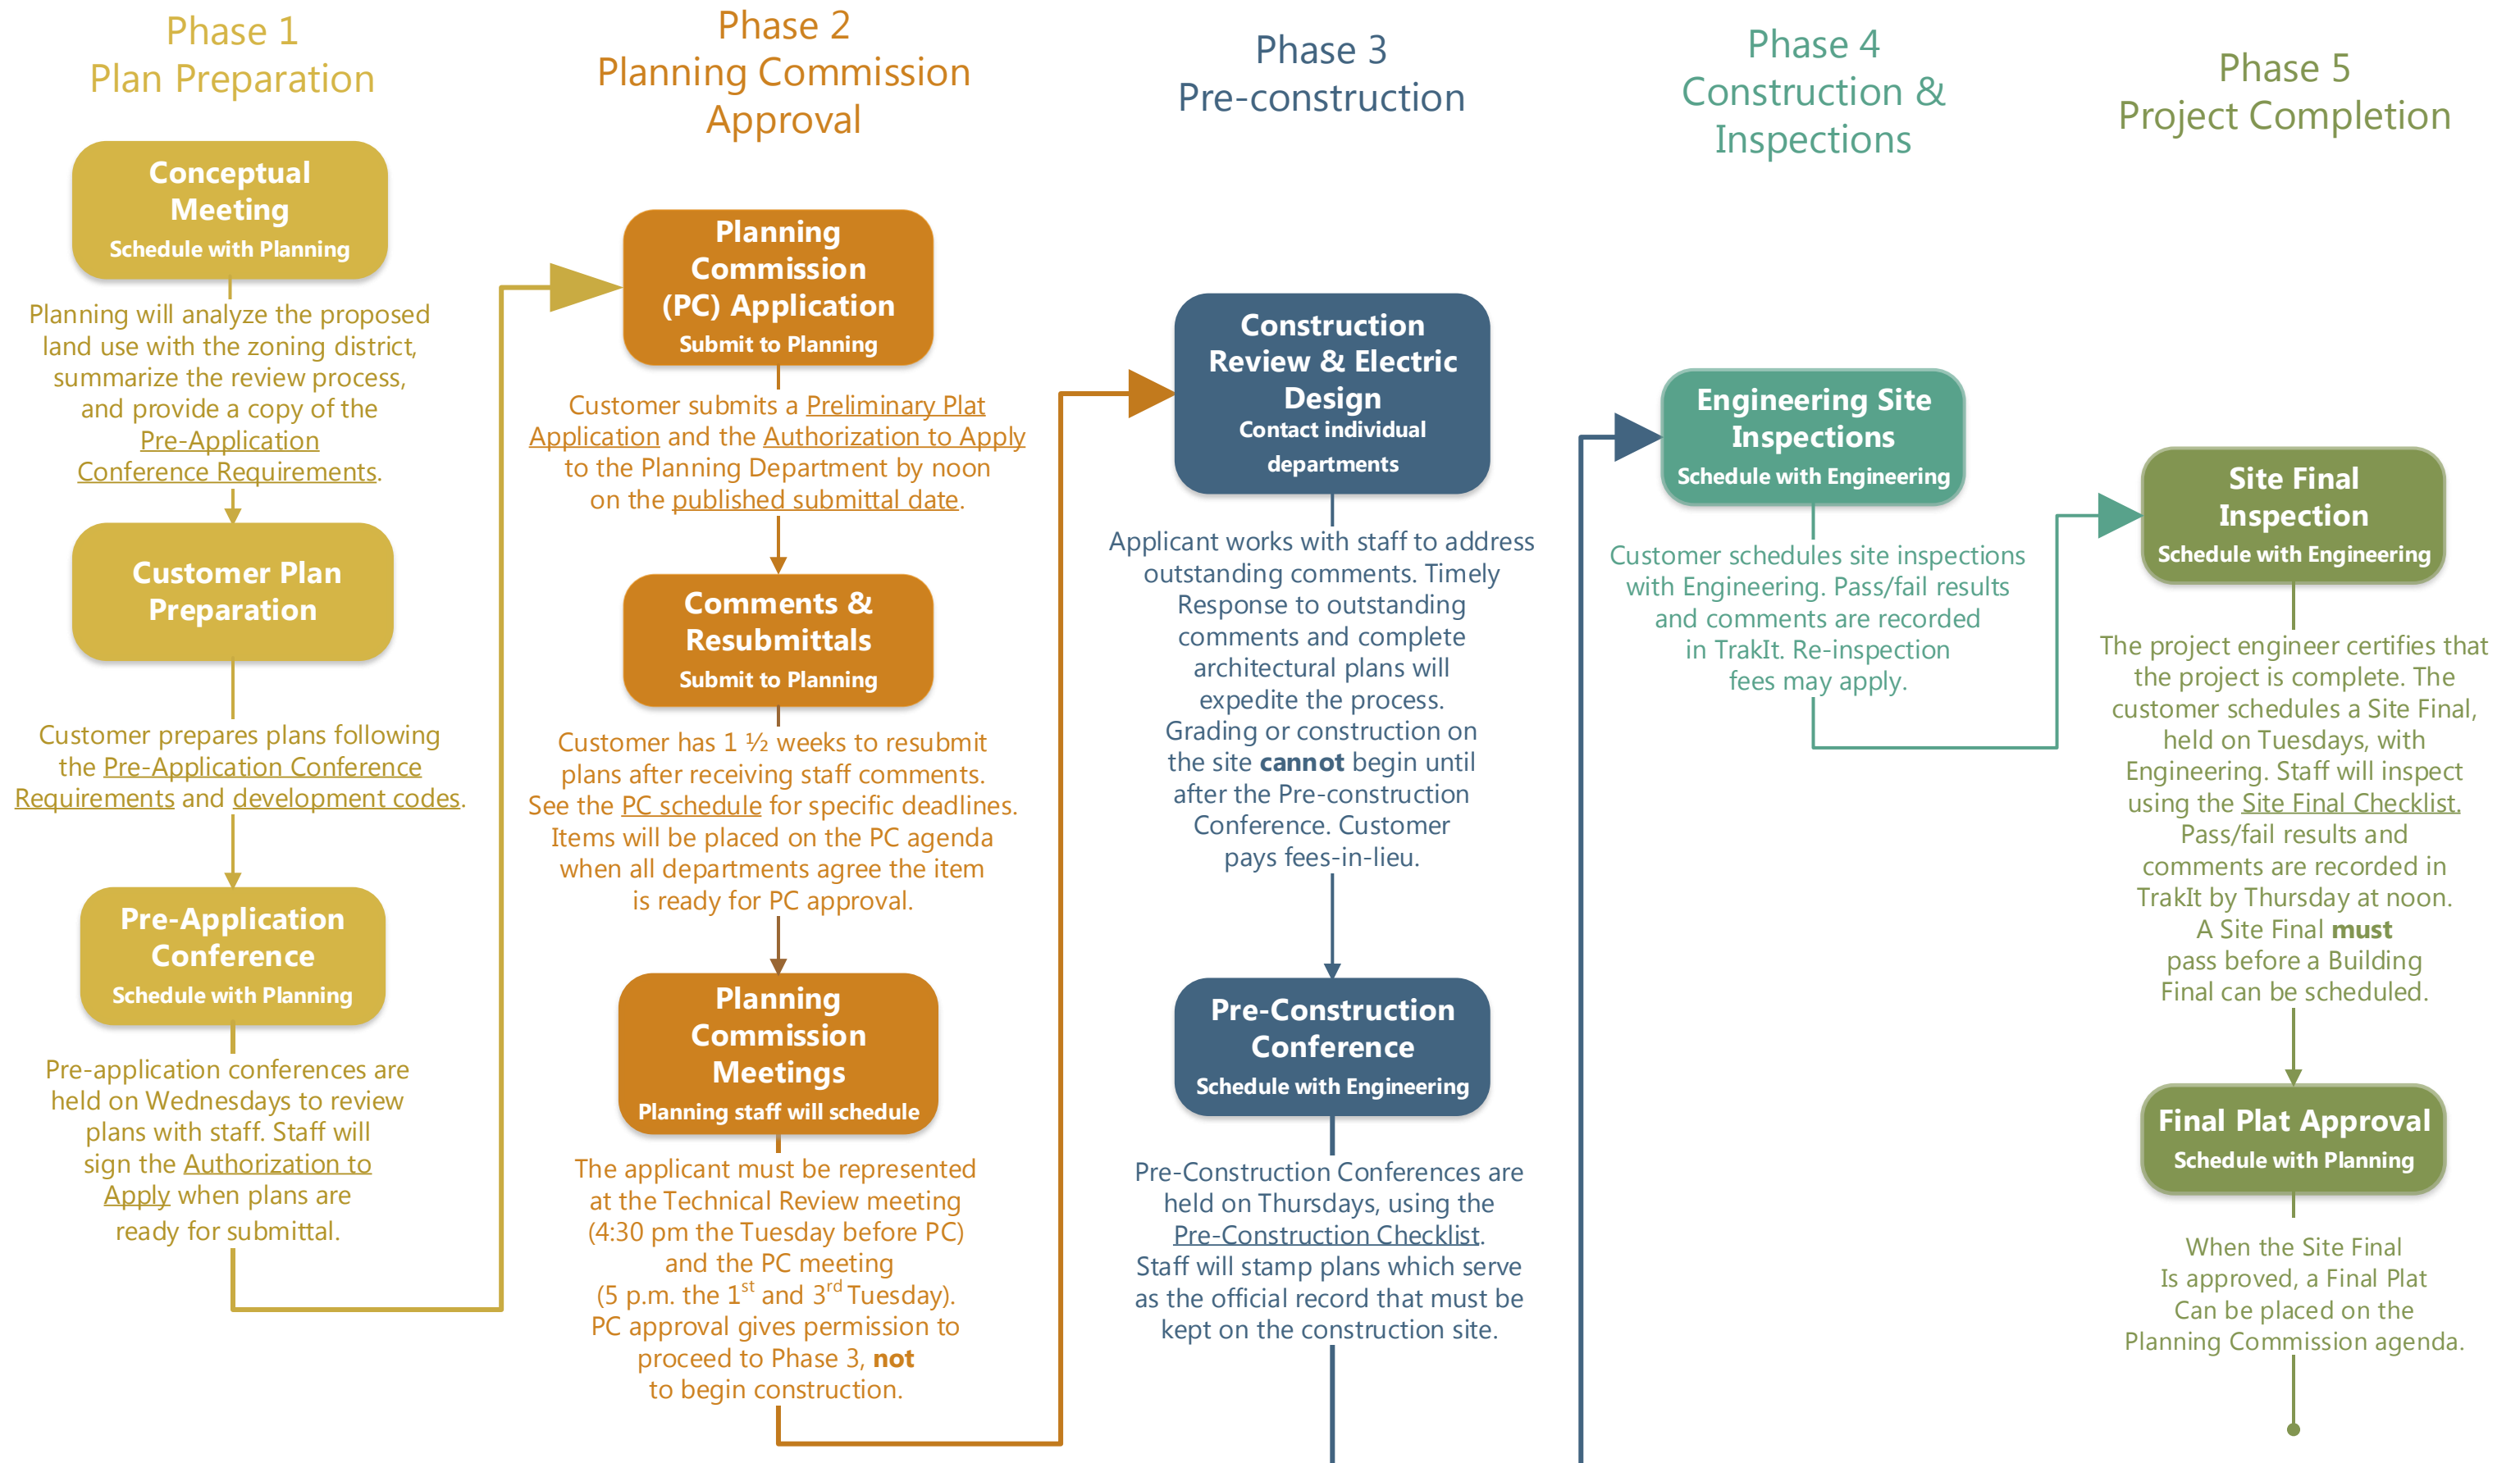 Phase 1
Plan Preparation
Conceptual
Meeting
Schedule with Planning
Planning will analyze the proposed
land use with the zoning district,
summarize the review process,
and provide a copy of the
Pre-Application
Conference Requirements.
Customer Plan
Preparation
Customer prepares plans following
the Pre-Application Conference
Requirements and development codes.
Pre-Application
Conference
Schedule with Planning
Pre-application conferences are
held on Wednesdays to review
plans with staff. Staff will
sign the Authorization to
Apply when plans are
ready for submittal.
Phase 2
Planning Commission
Approval
Planning
Commission
(PC) Application
Submit to Planning
Customer submits a Preliminary Plat
Application and the Authorization to Apply
to the Planning Department by noon
on the published submittal date.
Comments &
Resubmittals
Submit to Planning
Customer has 1 ½ weeks to resubmit
plans after receiving staff comments.
See the PC schedule for specific deadlines.
Items will be placed on the PC agenda
when all departments agree the item
is ready for PC approval.
Planning
Commission
Meetings
Planning staff will schedule
The applicant must be represented
at the Technical Review meeting
(4:30 pm the Tuesday before PC)
and the PC meeting
(5 p.m. the 1st and 3rd Tuesday).
PC approval gives permission to
proceed to Phase 3, not
to begin construction.
Phase 3
Pre-construction
Construction
Review & Electric
Design
Contact individual
departments
Applicant works with staff to address
outstanding comments. Timely
Response to outstanding
comments and complete
architectural plans will
expedite the process.
Grading or construction on
the site cannot begin until
after the Pre-construction
Conference. Customer
pays fees-in-lieu.
Pre-Construction
Conference
Schedule with Engineering
Pre-Construction Conferences are
held on Thursdays, using the
Pre-Construction Checklist.
Staff will stamp plans which serve
as the official record that must be
kept on the construction site.
Phase 4
Construction &
Inspections
Engineering Site
Inspections
Schedule with Engineering
Customer schedules site inspections
with Engineering. Pass/fail results
and comments are recorded
in TrakIt. Re-inspection
fees may apply.
Phase 5
Project Completion
Site Final
Inspection
Schedule with Engineering
The project engineer certifies that
the project is complete. The
customer schedules a Site Final,
held on Tuesdays, with
Engineering. Staff will inspect
using the Site Final Checklist.
Pass/fail results and
comments are recorded in
TrakIt by Thursday at noon.
A Site Final must
pass before a Building
Final can be scheduled.
Final Plat Approval
Schedule with Planning
When the Site Final
Is approved, a Final Plat
Can be placed on the
Planning Commission agenda.